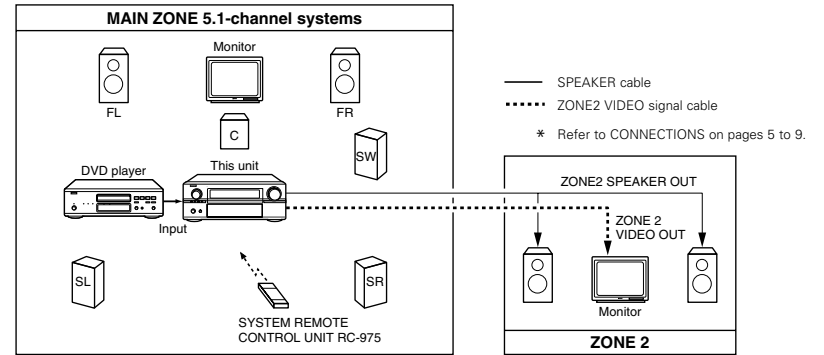 MAIN ZONE 5.1-channel systems
Monitor
FL
FR
C
SW
DVD player
This unit
Input
SL
SR
SYSTEM REMOTE
CONTROL UNIT RC-975
SPEAKER cable
ZONE2 VIDEO signal cable
* Refer to CONNECTIONS on pages 5 to 9.
ZONE2 SPEAKER OUT
ZONE 2
VIDEO OUT
Monitor
ZONE 2